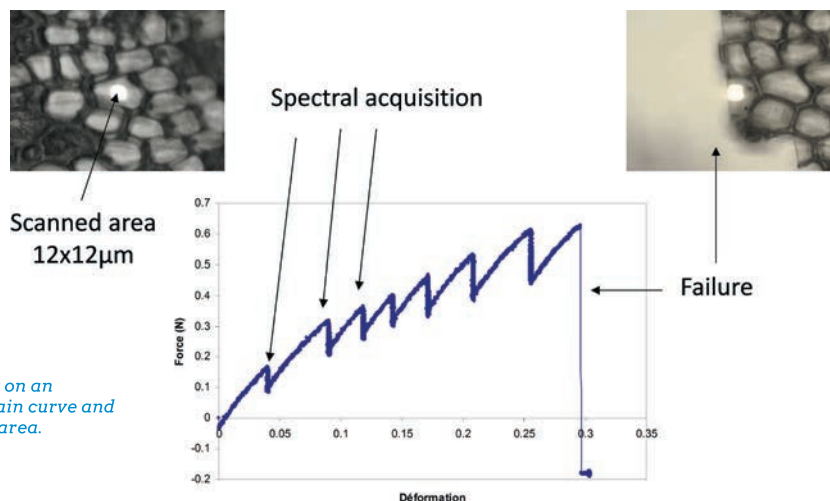 Spectral acquisition
Scanned area
12x12µm
Failure
0.7
0.6
0.5
0.4
0.3
0.2
0.1
0
-0.1
-0.2
Force (N)
0
0.05
0.1
0.15
0.2
0.25
0.3
0.35
Déformation
on an
ain curve and
area.